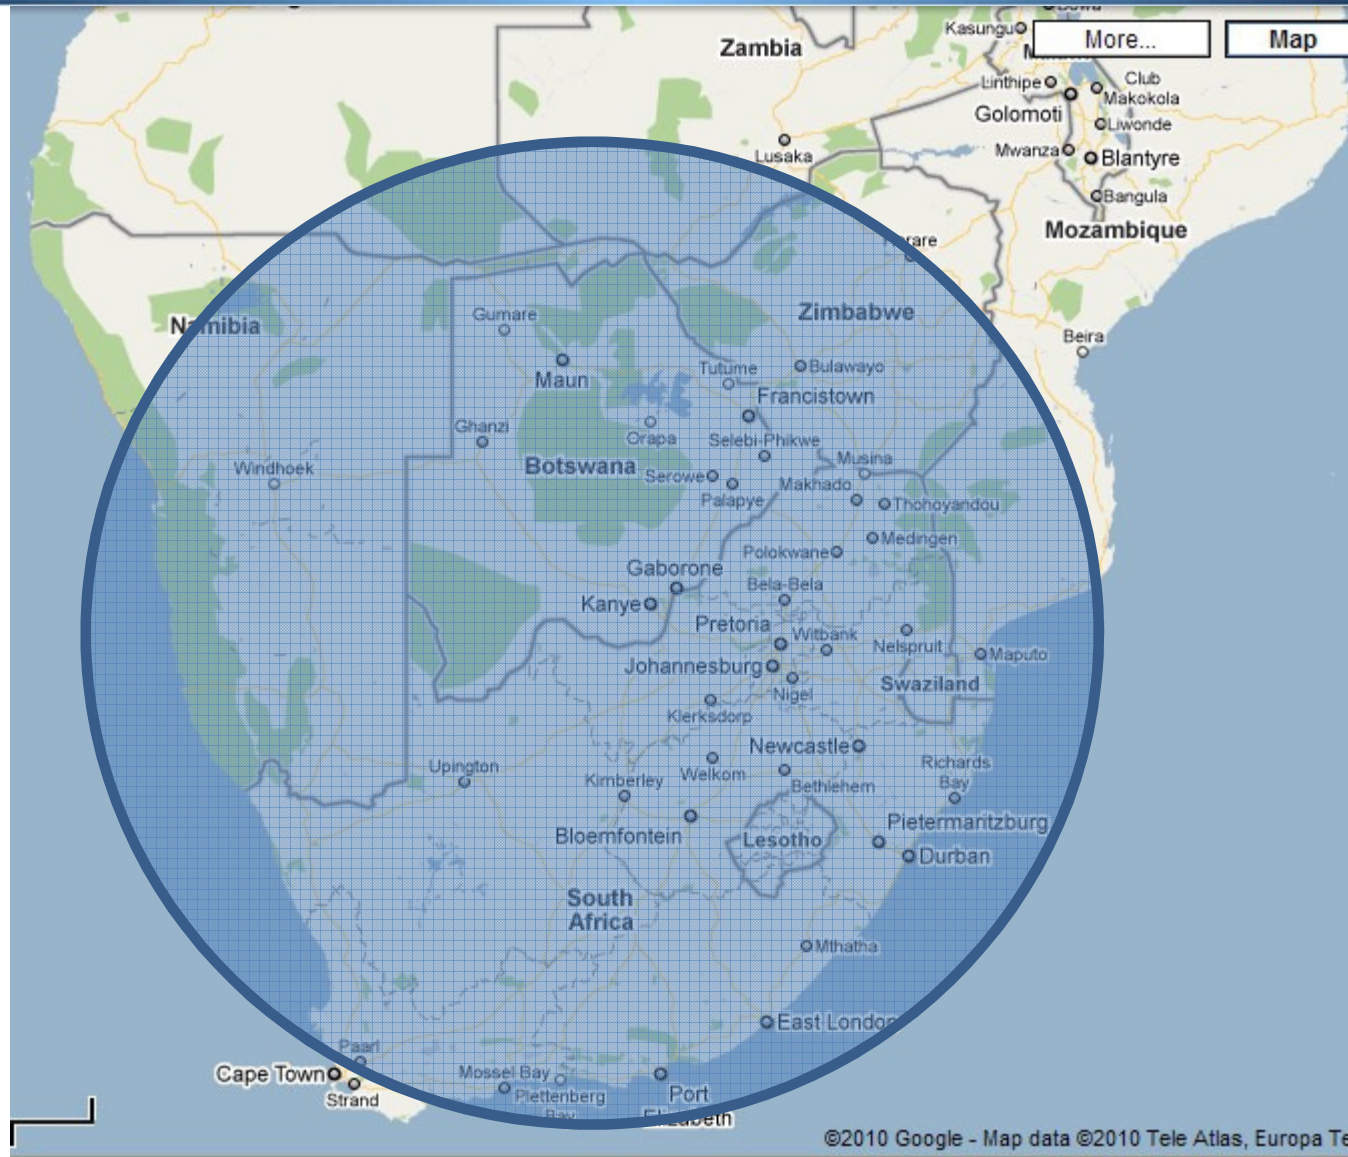 Kasungu
More...
Map
Zambia
Linthipe
Club
Makokola
Golomoti
Liwonde
Lusaka
Mwanza
Blantyre
Bangula
Mozambique
Namibia
Gumare
Zimbabwe
Beira
Maun
Tutume
Bulawayo
Francistown
Ghanzi
Orapa
Selebi-Phikwe
Windhoek
Botswana
Serowe
Musina
Palapye
Makhado
Thohoyandou
Medingen
Polokwane
Gaborone
Bela-Bela
Kanye
Pretoria
Witbank
Nelspruit
Maputo
Johannesburg
Nigel
Swaziland
Klerksdorp
Newcastle
Upington
Kimberley
Welkom
Bethlehem
Richards
Bay
Bloemfontein
Lesotho
Pietermaritzburg
Durban
South
Africa
Mthatha
East London
Paarl
Cape Town
Strand
Mossel Bay
Plettenberg
Bay
Port
Elizabeth
©2010 Google - Map data ©2010 Tele Atlas, Europa Te